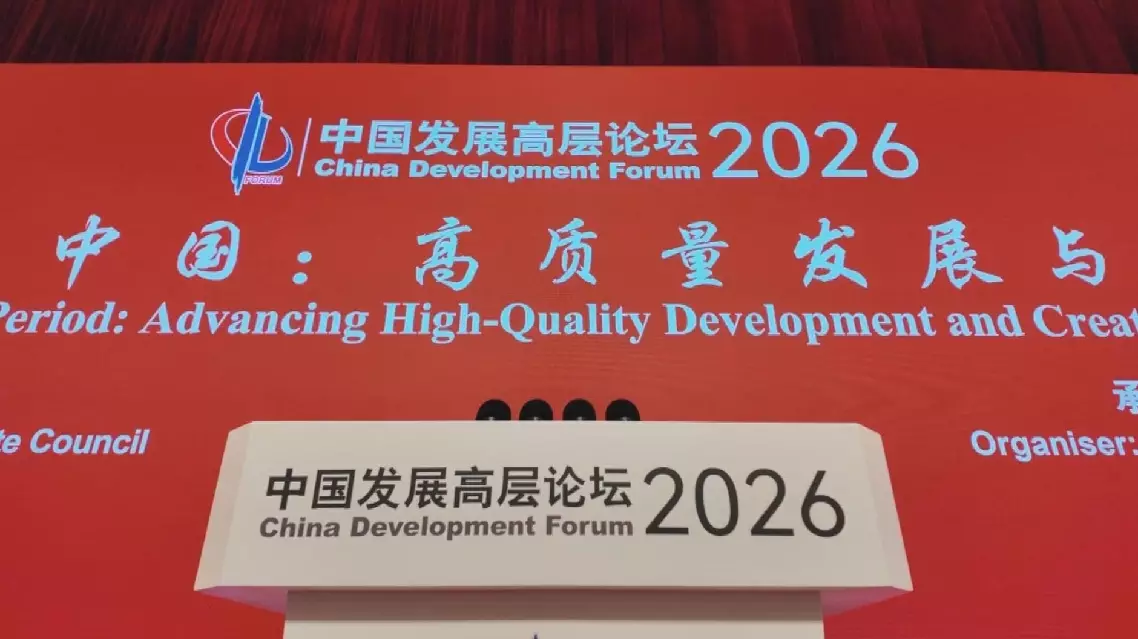 中国发展高层论坛 2026
China Development Forum
FORUM
中国：高质量发展与
Period: Advancing High-Quality Development and Creat
te Council
承
Organiser:
中国发展高层论坛 2026
China Development Forum